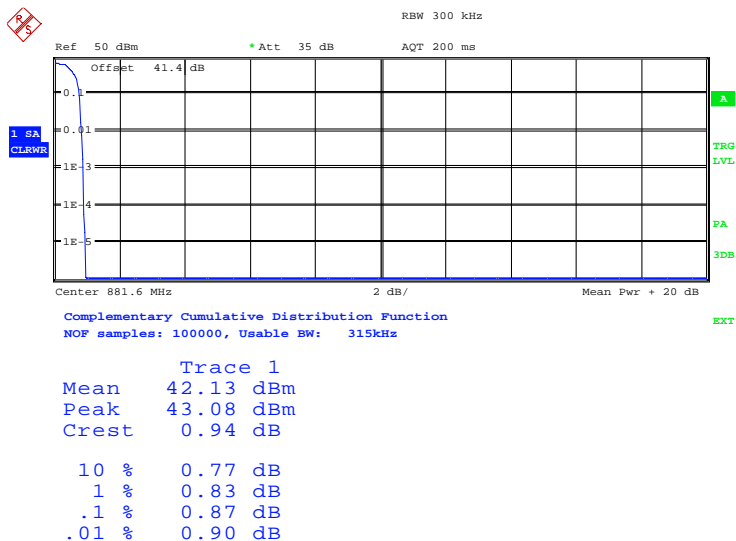 R S
RBW 300 kHz
Ref 50 dBm * Att 35 dB AQT 200 ms
Offset 41.4 dB
0.1
A
0.01
1 SA
CLRWR
TRG
LVL
1E-3
1E-4
PA
1E-5
3DB
Center 881.6 MHz 2 dB/ Mean Pwr + 20 dB
Complementary Cumulative Distribution Function
EXT
NOF samples: 100000, Usable BW: 315kHz
Trace 1
Mean 42.13 dBm
Peak 43.08 dBm
Crest 0.94 dB
10 % 0.77 dB
1 % 0.83 dB
.1 % 0.87 dB
.01 % 0.90 dB